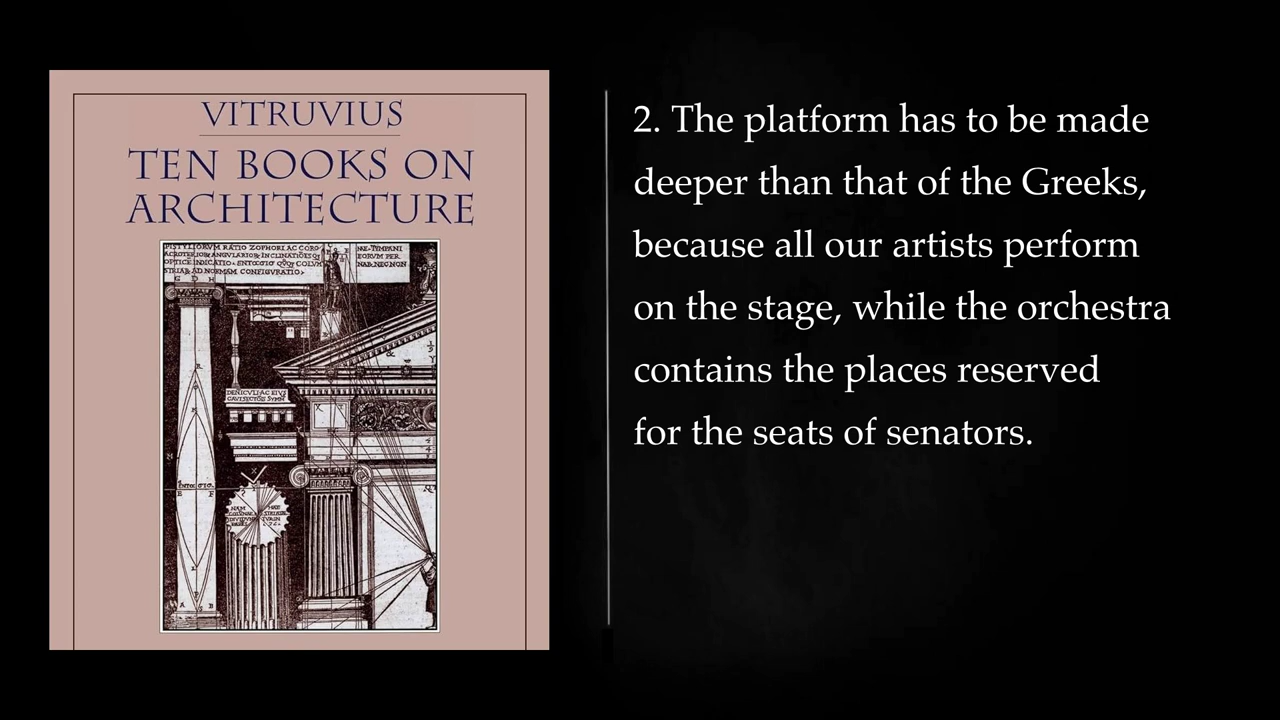 VITRUVIUS
TEN BOOKS ON
ARCHITECTURE
2. The platform has to be made
deeper than that of the Greeks,
because all our artists perform
on the stage, while the orchestra
contains the places reserved
for the seats of senators.